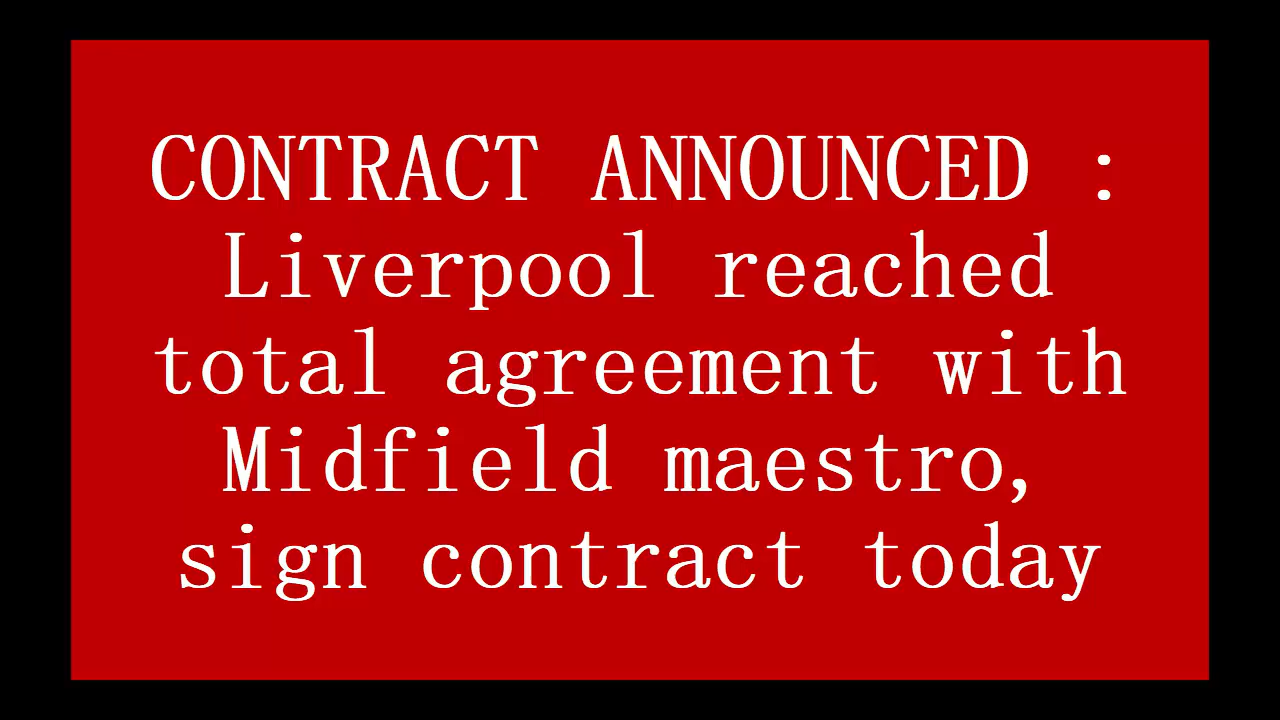 CONTRACT ANNOUNCED :
Liverpool reached
total agreement with
Midfield maestro,
sign contract today